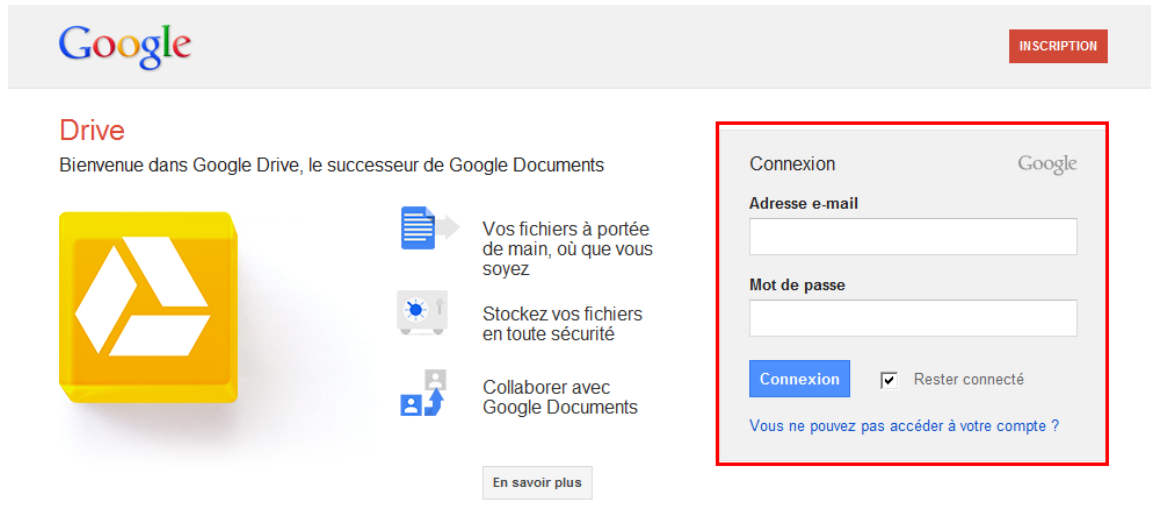 Google
INSCRIPTION
Drive
Bienvenue dans Google Drive, le successeur de Google Documents
Vos fichiers à portée
de main, où que vous
soyez
Stockez vos fichiers
en toute sécurité
Collaborer avec
Google Documents
En savoir plus
Connexion Google
Adresse e-mail
Mot de passe
Connexion Rester connecté
Vous ne pouvez pas accéder à votre compte ?